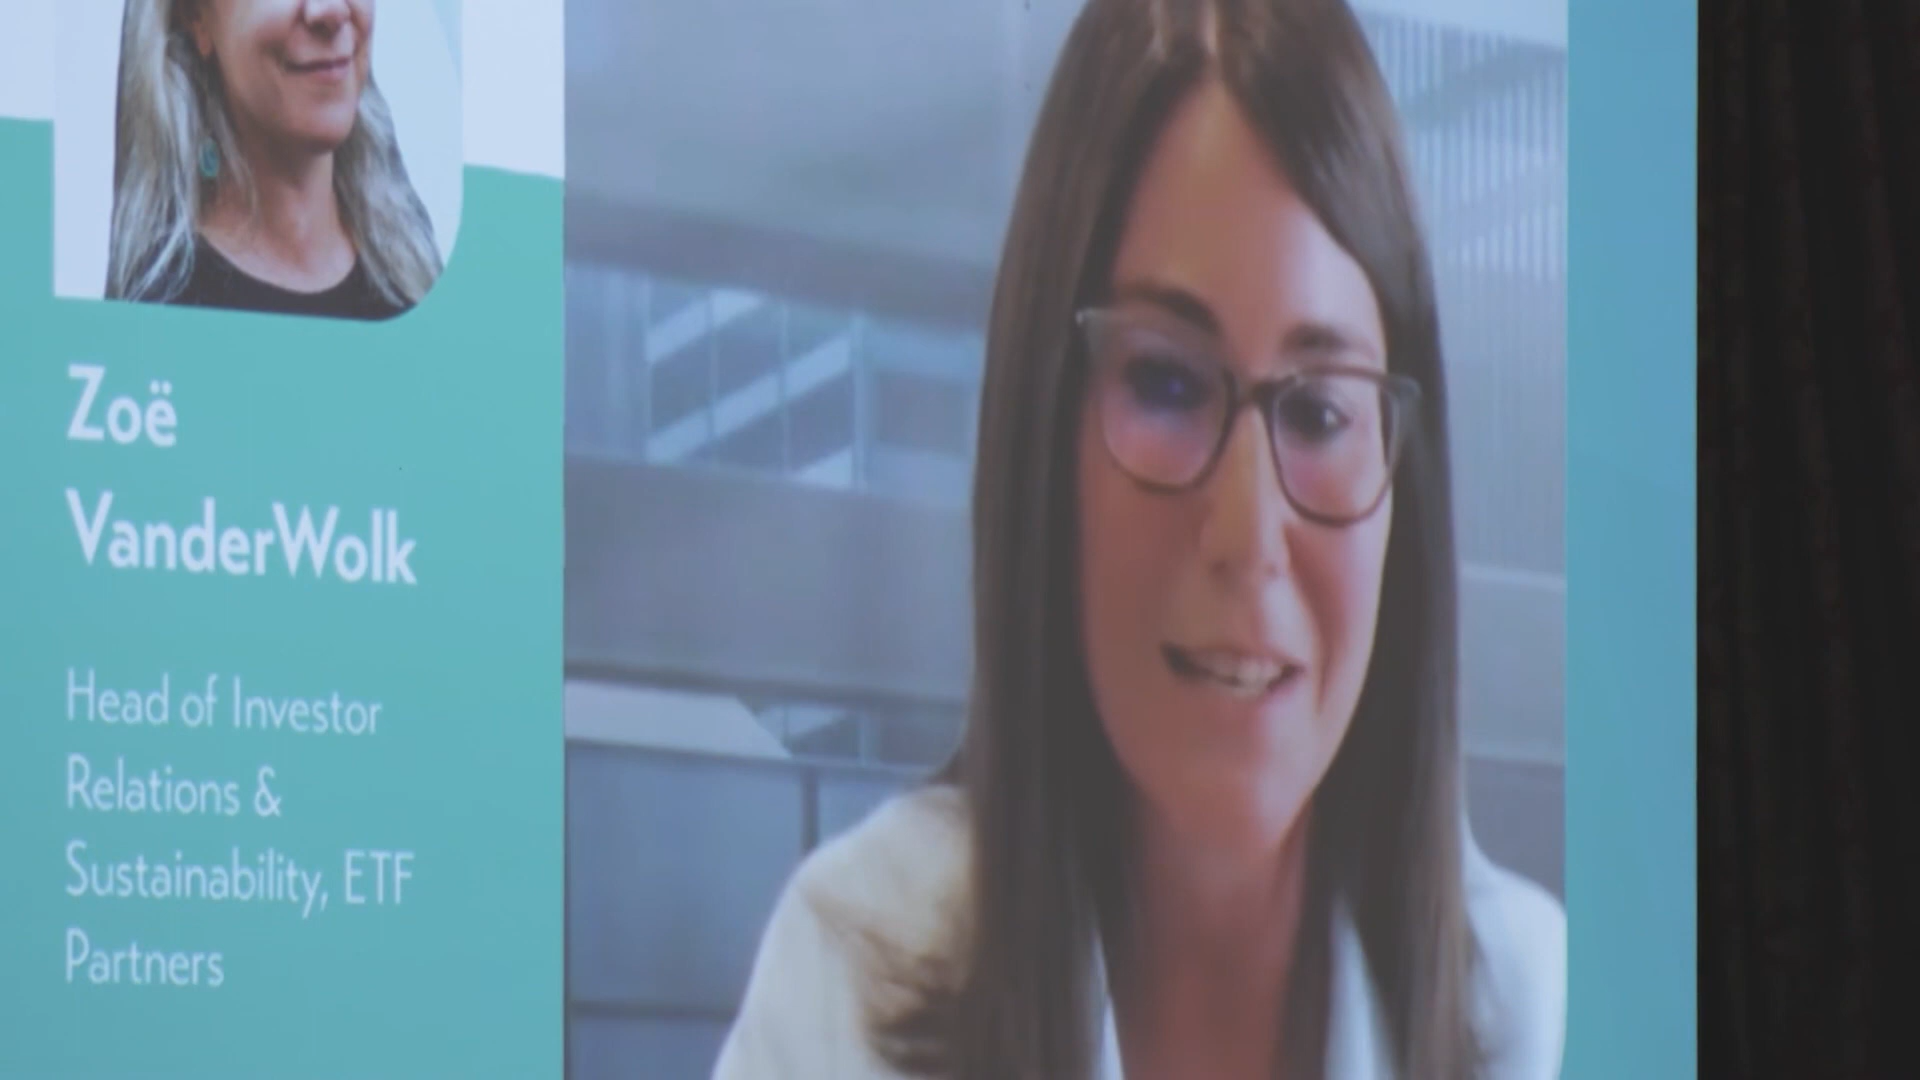 Zoë
VanderWolk
Head of Investor
Relations &
Sustainability, ETF
Partners